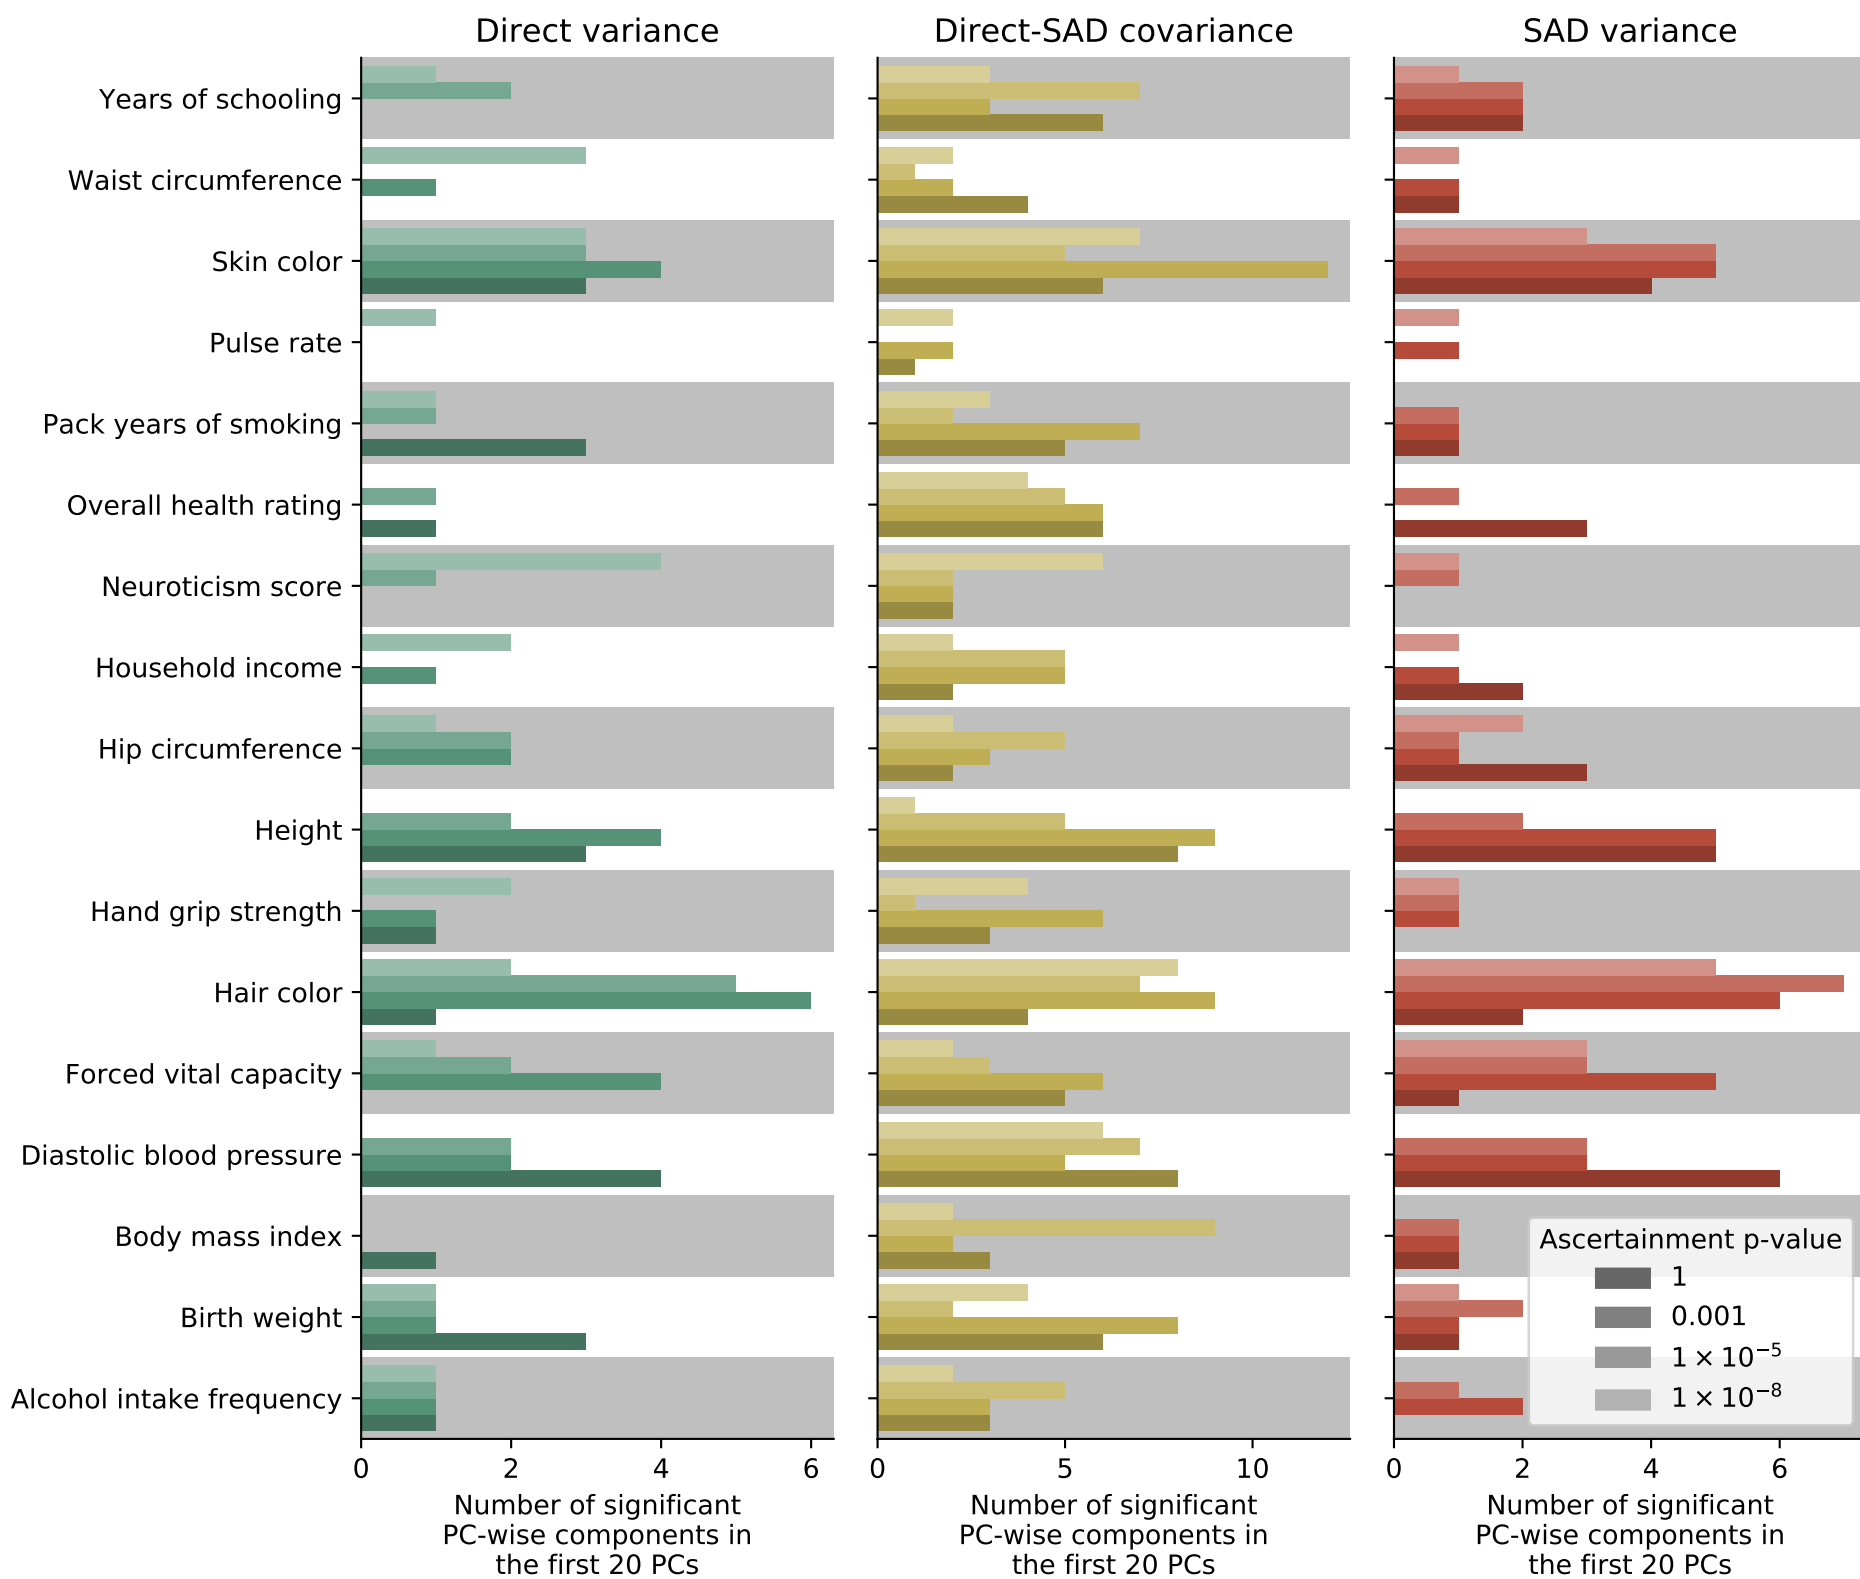 Direct variance
Direct-SAD covariance
SAD variance
Years of schooling
Waist circumference
Skin color
Pulse rate
Pack years of smoking
Overall health rating
Neuroticism score
Household income
Hip circumference
Height
Hand grip strength
Hair color
Forced vital capacity
Diastolic blood pressure
Body mass index
Birth weight
Alcohol intake frequency
Ascertainment p-value
1
0.001
1 × 10⁻⁵
1 × 10⁻⁸
0 2 4 6
0 5 10
0 2 4 6
Number of significant
PC-wise components in
the first 20 PCs
Number of significant
PC-wise components in
the first 20 PCs
Number of significant
PC-wise components in
the first 20 PCs